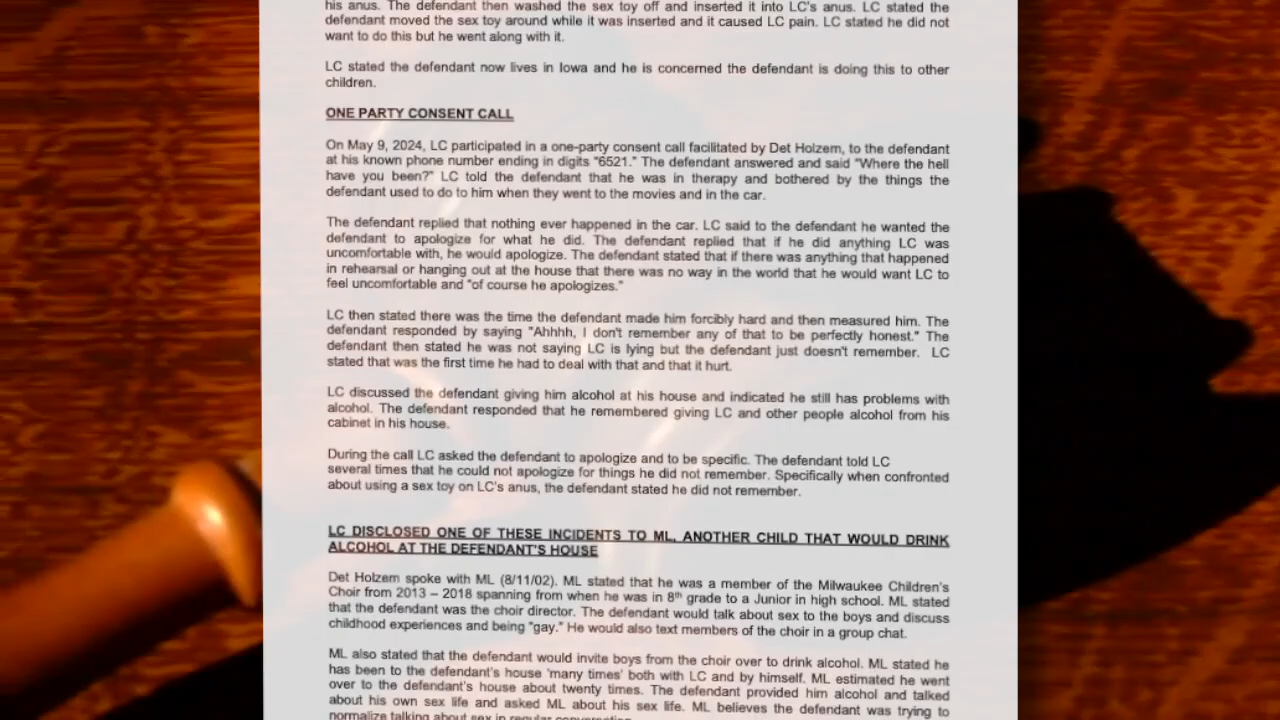 his anus. The defendant then washed the sex toy off and inserted it into LC's anus. LC stated the
defendant moved the sex toy around while it was inserted and it caused LC pain. LC stated he did not
want to do this but he went along with it.
LC stated the defendant now lives in Iowa and he is concerned the defendant is doing this to other
children.
ONE PARTY CONSENT CALL
On May 9, 2024, LC participated in a one-party consent call facilitated by Det Holzem, to the defendant
at his known phone number ending in digits "6521." The defendant answered and said "Where the hell
have you been?" LC told the defendant that he was in therapy and bothered by the things the
defendant used to do to him when they went to the movies and in the car.
The defendant replied that nothing ever happened in the car. LC said to the defendant he wanted the
defendant to apologize for what he did. The defendant replied that if he did anything LC was
uncomfortable with, he would apologize. The defendant stated that if there was anything that happened
in rehearsal or hanging out at the house that there was no way in the world that he would want LC to
feel uncomfortable and "of course he apologizes."
LC then stated there was the time the defendant made him forcibly hard and then measured him. The
defendant responded by saying "Ahhhh, I don't remember any of that to be perfectly honest." The
defendant then stated he was not saying LC is lying but the defendant just doesn't remember. LC
stated that was the first time he had to deal with that and that it hurt.
LC discussed the defendant giving him alcohol at his house and indicated he still has problems with
alcohol. The defendant responded that he remembered giving LC and other people alcohol from his
cabinet in his house.
During the call LC asked the defendant to apologize and to be specific. The defendant told LC
several times that he could not apologize for things he did not remember. Specifically when confronted
about using a sex toy on LC's anus, the defendant stated he did not remember.
LC DISCLOSED ONE OF THESE INCIDENTS TO ML, ANOTHER CHILD THAT WOULD DRINK
ALCOHOL AT THE DEFENDANT'S HOUSE
Det Holzem spoke with ML (8/11/02). ML stated that he was a member of the Milwaukee Children's
Choir from 2013 – 2018 spanning from when he was in 8th grade to a Junior in high school. ML stated
that the defendant was the choir director. The defendant would talk about sex to the boys and discuss
childhood experiences and being "gay." He would also text members of the choir in a group chat.
ML also stated that the defendant would invite boys from the choir over to drink alcohol. ML stated he
has been to the defendant's house 'many times' both with LC and by himself. ML estimated he went
over to the defendant's house about twenty times. The defendant provided him alcohol and talked
about his own sex life and asked ML about his sex life. ML believes the defendant was trying to
normalize talking about sex in regular conversation.